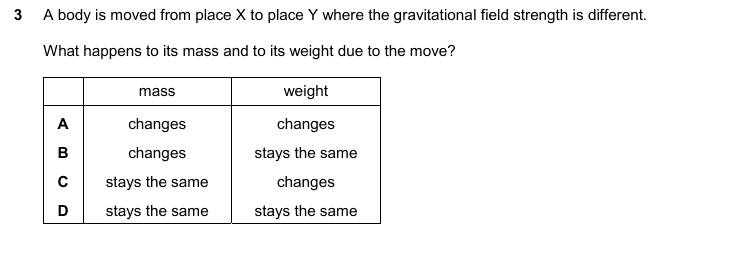 3 A body is moved from place X to place Y where the gravitational field strength is different.
What happens to its mass and to its weight due to the move?
mass weight
A changes changes
B changes stays the same
C stays the same changes
D stays the same stays the same